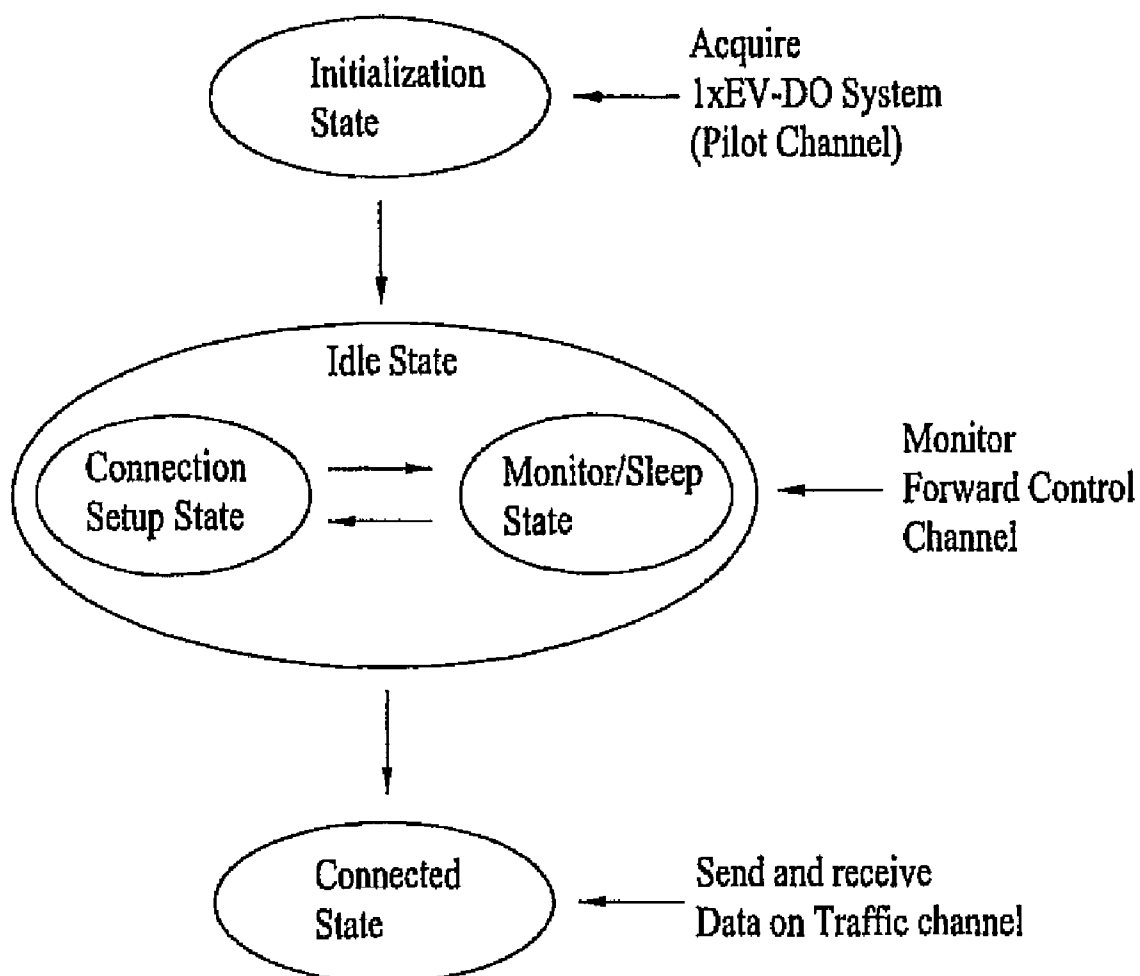 Initialization
State
Acquire
1xEV-DO System
(Pilot Channel)
Idle State
Connection
Setup State
Monitor/Sleep
State
Monitor
Forward Control
Channel
Connected
State
Send and receive
Data on Traffic channel